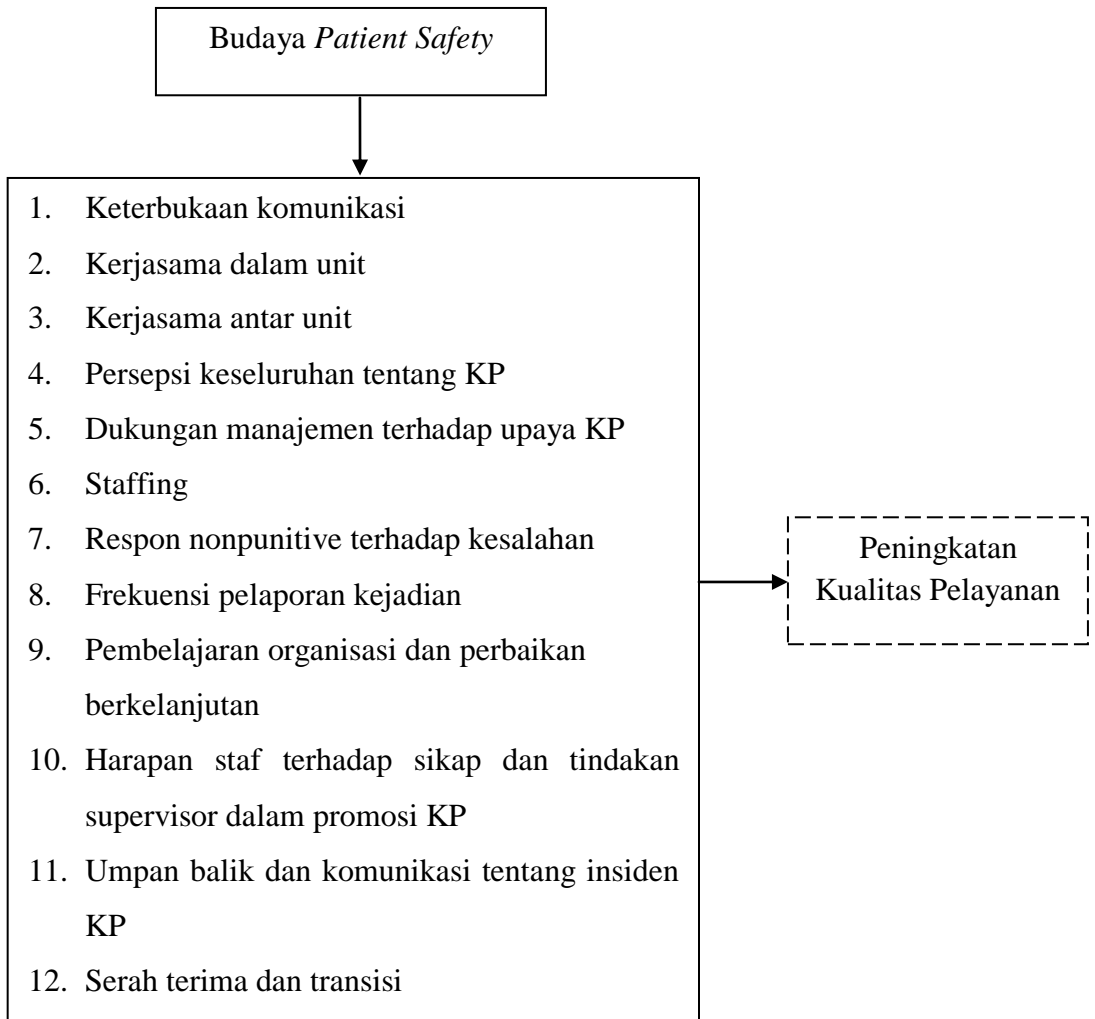 Budaya Patient Safety
1. Keterbukaan komunikasi
2. Kerjasama dalam unit
3. Kerjasama antar unit
4. Persepsi keseluruhan tentang KP
5. Dukungan manajemen terhadap upaya KP
6. Staffing
7. Respon nonpunitive terhadap kesalahan
8. Frekuensi pelaporan kejadian
9. Pembelajaran organisasi dan perbaikan
berkelanjutan
10. Harapan staf terhadap sikap dan tindakan
supervisor dalam promosi KP
11. Umpan balik dan komunikasi tentang insiden
KP
12. Serah terima dan transisi
Peningkatan
Kualitas Pelayanan